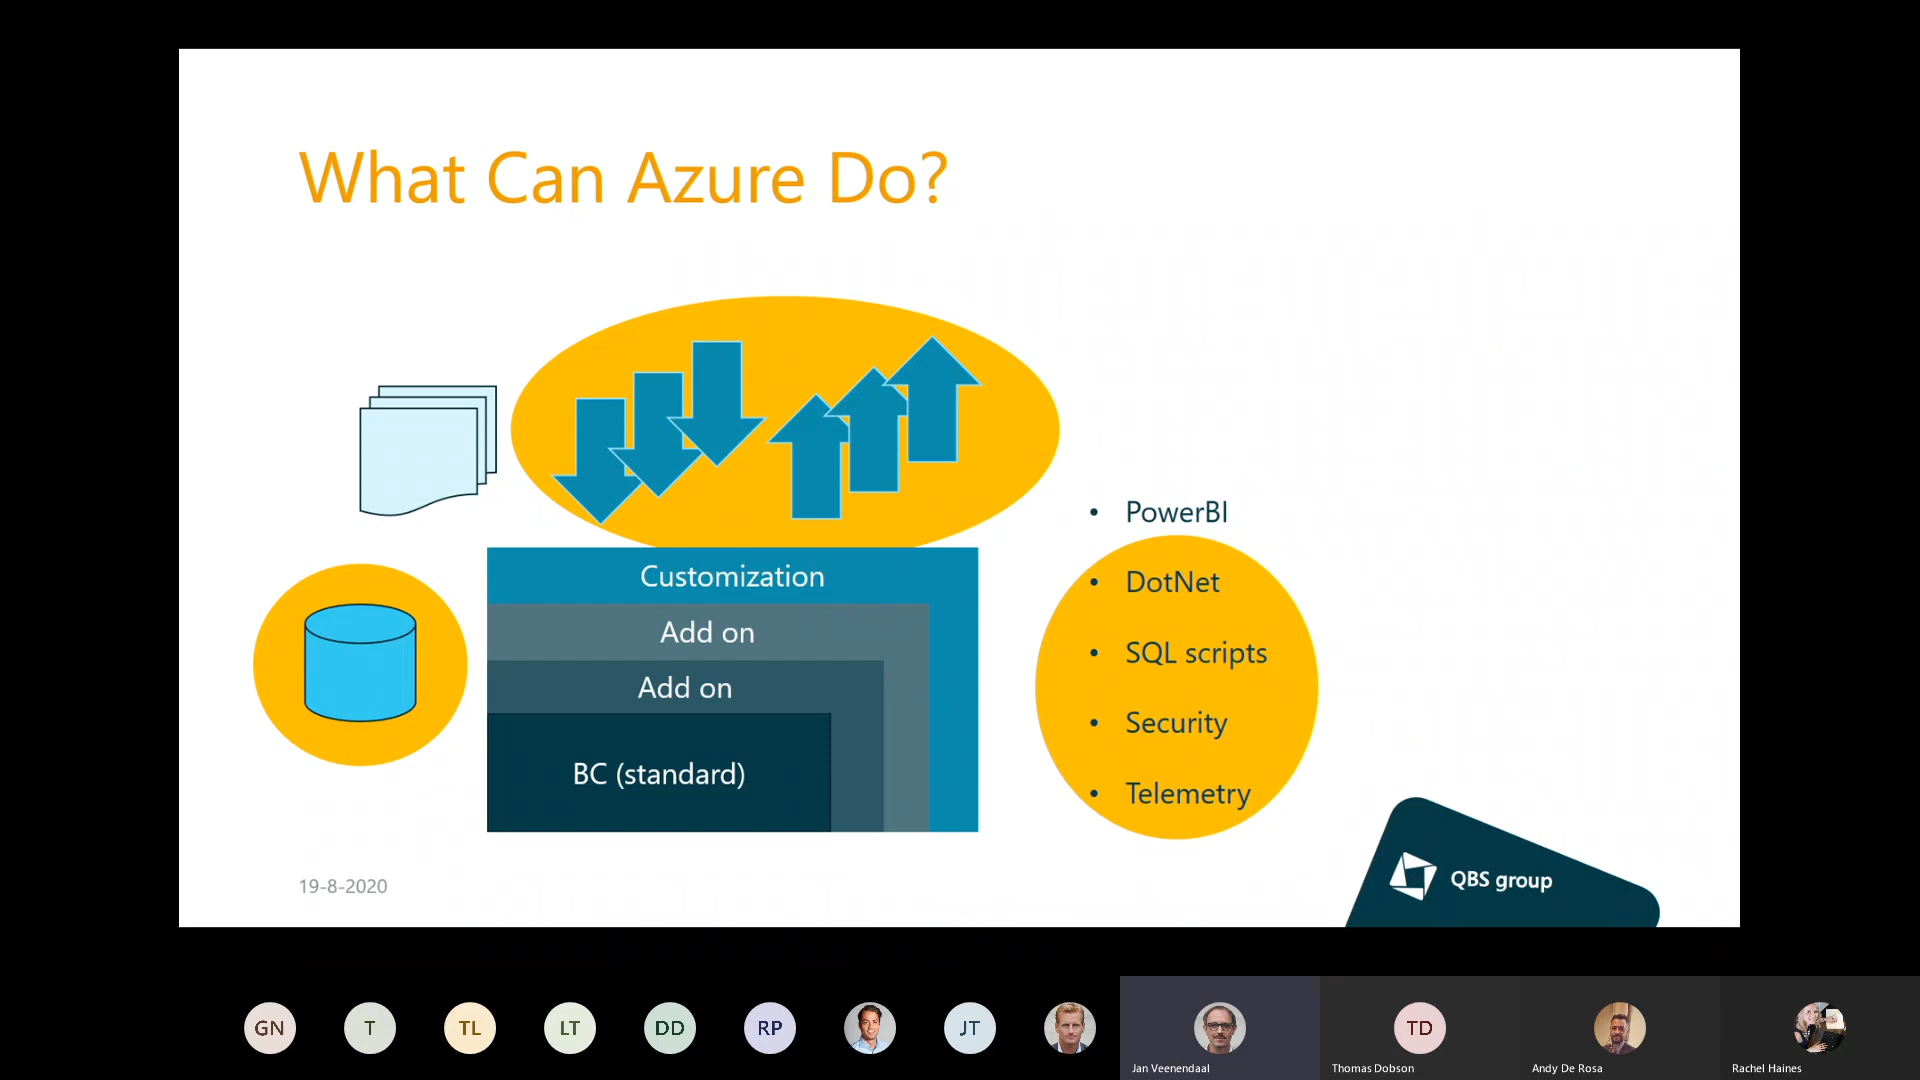 What Can Azure Do?
Customization
Add on
Add on
BC (standard)
• PowerBI
• DotNet
• SQL scripts
• Security
• Telemetry
19-8-2020
QBS group
GN
T
TL
LT
DD
RP
JT
Jan Veenendaal
TD
Thomas Dobson
Andy De Rosa
Rachel Haines